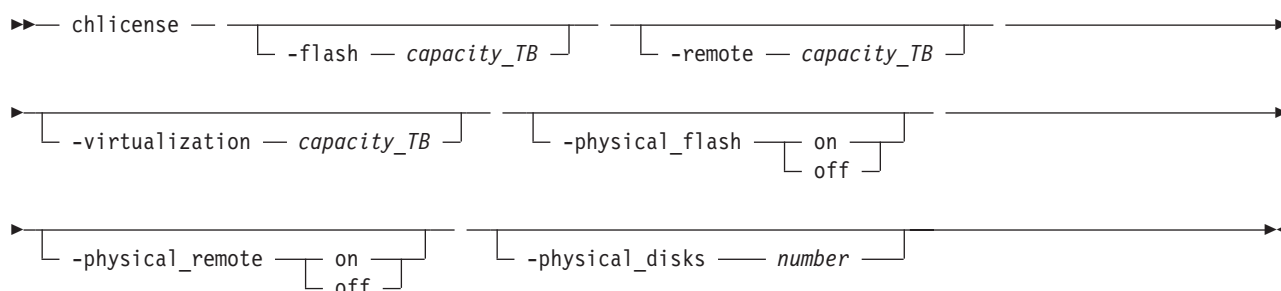 chlicense
-flash capacity_TB -remote capacity_TB
-virtualization capacity_TB -physical_flash on
off
-physical_remote on -physical_disks number
off